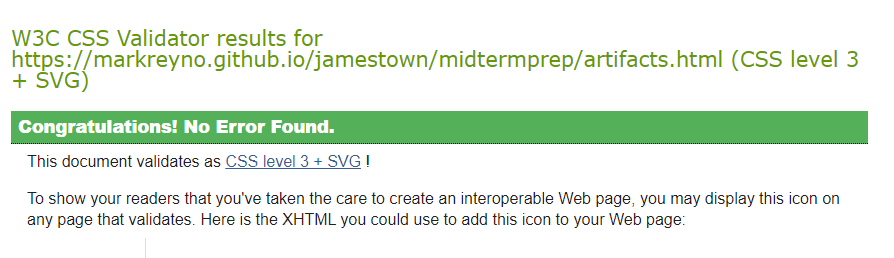 W3C CSS Validator results for
https://markreyno.github.io/jamestown/midtermprep/artifacts.html (CSS level 3
+ SVG)
Congratulations! No Error Found.
This document validates as CSS level 3 + SVG !
To show your readers that you've taken the care to create an interoperable Web page, you may display this icon on
any page that validates. Here is the XHTML you could use to add this icon to your Web page: